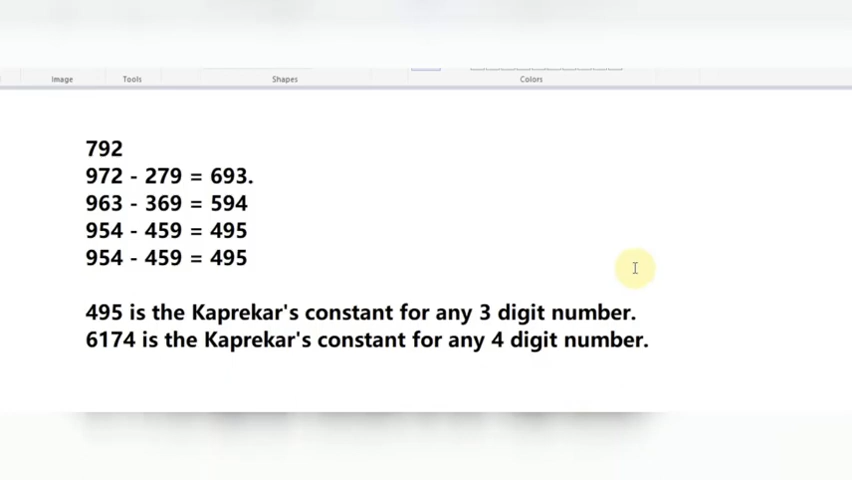 Image
Tools
Shapes
Colors
792
972 - 279 = 693.
963 - 369 = 594
954 - 459 = 495
954 - 459 = 495
495 is the Kaprekar's constant for any 3 digit number.
6174 is the Kaprekar's constant for any 4 digit number.